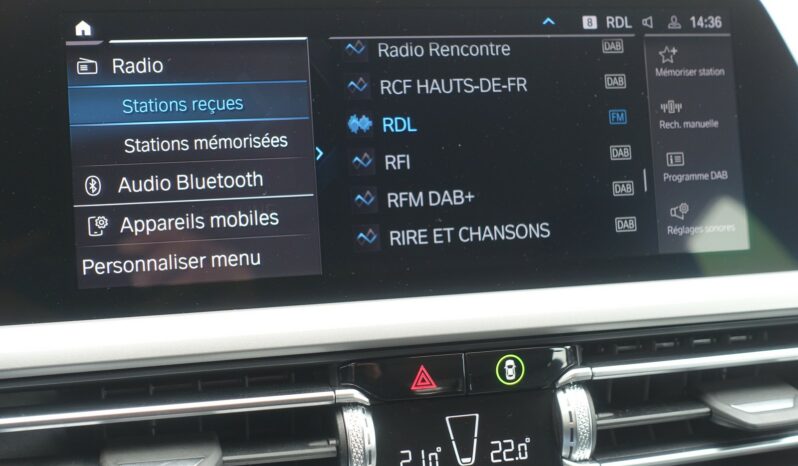 8 RDL 14:36
Radio
Stations reçues
Stations mémorisées
Audio Bluetooth
Appareils mobiles
Personnaliser menu
Radio Rencontre DAB
RCF HAUTS-DE-FR DAB
RDL FM
RFI DAB
RFM DAB+ DAB
RIRE ET CHANSONS DAB
Mémoriser station
Rech. manuelle
Programme DAB
Réglages sonores
21.0 22.0